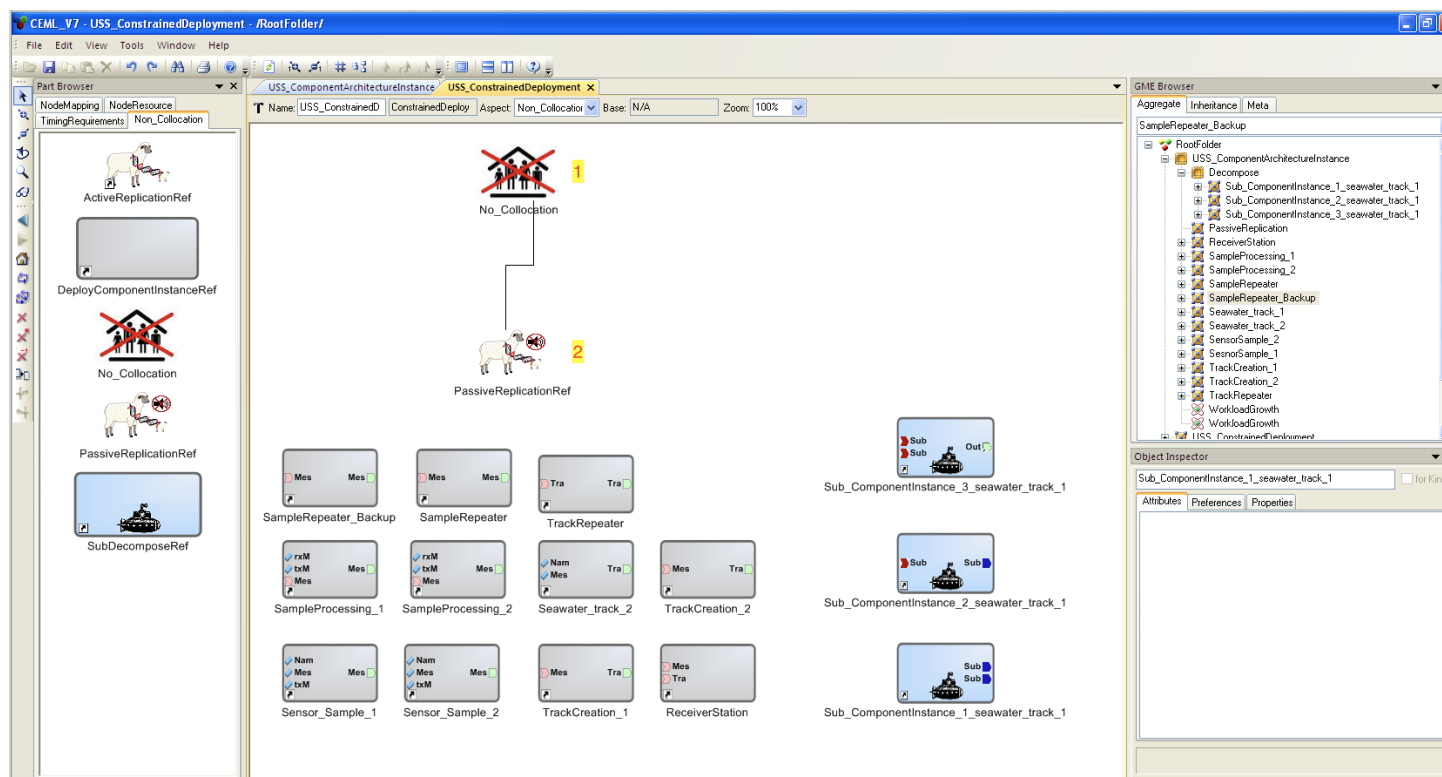 CEML_V7 - USS_ConstrainedDeployment - /RootFolder/
File Edit View Tools Window Help
Part Browser
NodeMapping NodeResource
TimingRequirements Non_Collocation
ActiveReplicationRef
DeployComponentInstanceRef
No_Collocation
PassiveReplicationRef
SubDecomposeRef
USS_ComponentArchitectureInstance USS_ConstrainedDeployment
Name: USS_ConstrainedD ConstrainedDeploy Aspect: Non_Collocation Base: N/A Zoom: 100%
1
No_Collocation
2
PassiveReplicationRef
Sub Out
Sub
Sub_ComponentInstance_3_seawater_track_1
Mes Mes
SampleRepeater_Backup
Mes Mes
SampleRepeater
Tra Tra
TrackRepeater
Sub Sub
Sub_ComponentInstance_2_seawater_track_1
rxM
txM Mes
Mes
SampleProcessing_1
rxM
txM Mes
Mes
SampleProcessing_2
Nam
Mes Tra
Seawater_track_2
Mes Tra
TrackCreation_2
Nam
Mes Mes
txM
Sensor_Sample_1
Nam
Mes Mes
txM
Sensor_Sample_2
Mes Tra
TrackCreation_1
Mes
Tra
ReceiverStation
Sub
Sub
Sub_ComponentInstance_1_seawater_track_1
GME Browser
Aggregate Inheritance Meta
SampleRepeater_Backup
RootFolder
USS_ComponentArchitectureInstance
Decompose
Sub_ComponentInstance_1_seawater_track_1
Sub_ComponentInstance_2_seawater_track_1
Sub_ComponentInstance_3_seawater_track_1
PassiveReplication
ReceiverStation
SampleProcessing_1
SampleProcessing_2
SampleRepeater
SampleRepeater_Backup
Seawater_track_1
Seawater_track_2
SensorSample_2
SesnorSample_1
TrackCreation_1
TrackCreation_2
TrackRepeater
WorkloadGrowth
WorkloadGrowth
USS_ConstrainedDeployment
Object Inspector
Sub_ComponentInstance_1_seawater_track_1 for Kin
Attributes Preferences Properties